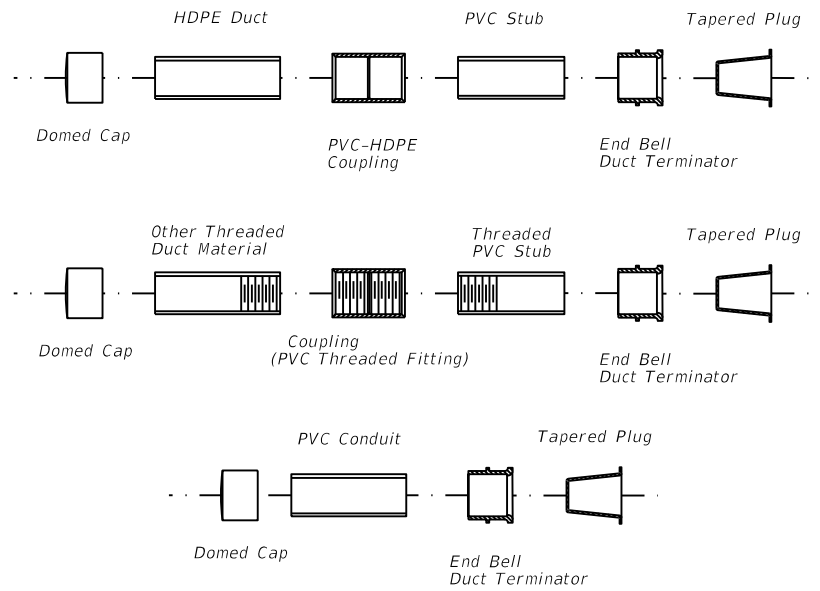 HDPE Duct
PVC Stub
Tapered Plug
Domed Cap
PVC-HDPE
Coupling
End Bell
Duct Terminator
Other Threaded
Duct Material
Threaded
PVC Stub
Tapered Plug
Domed Cap
Coupling
(PVC Threaded Fitting)
End Bell
Duct Terminator
PVC Conduit
Tapered Plug
Domed Cap
End Bell
Duct Terminator